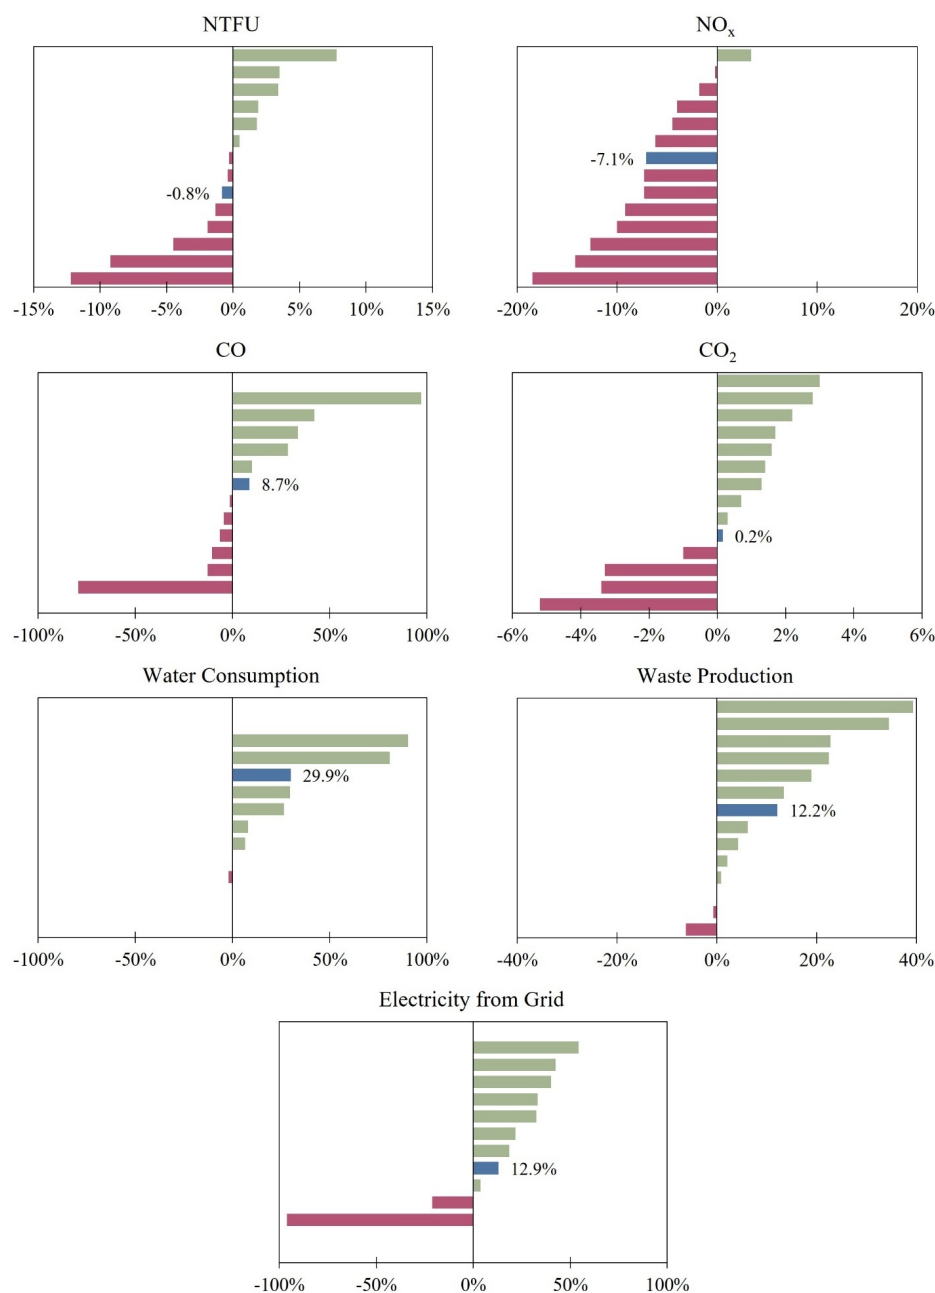 NTFU
-0.8%
-15% -10% -5% 0% 5% 10% 15%
NOₓ
-7.1%
-20% -10% 0% 10% 20%
CO
8.7%
-100% -50% 0% 50% 100%
CO₂
0.2%
-6% -4% -2% 0% 2% 4% 6%
Water Consumption
29.9%
-100% -50% 0% 50% 100%
Waste Production
12.2%
-40% -20% 0% 20% 40%
Electricity from Grid
12.9%
-100% -50% 0% 50% 100%